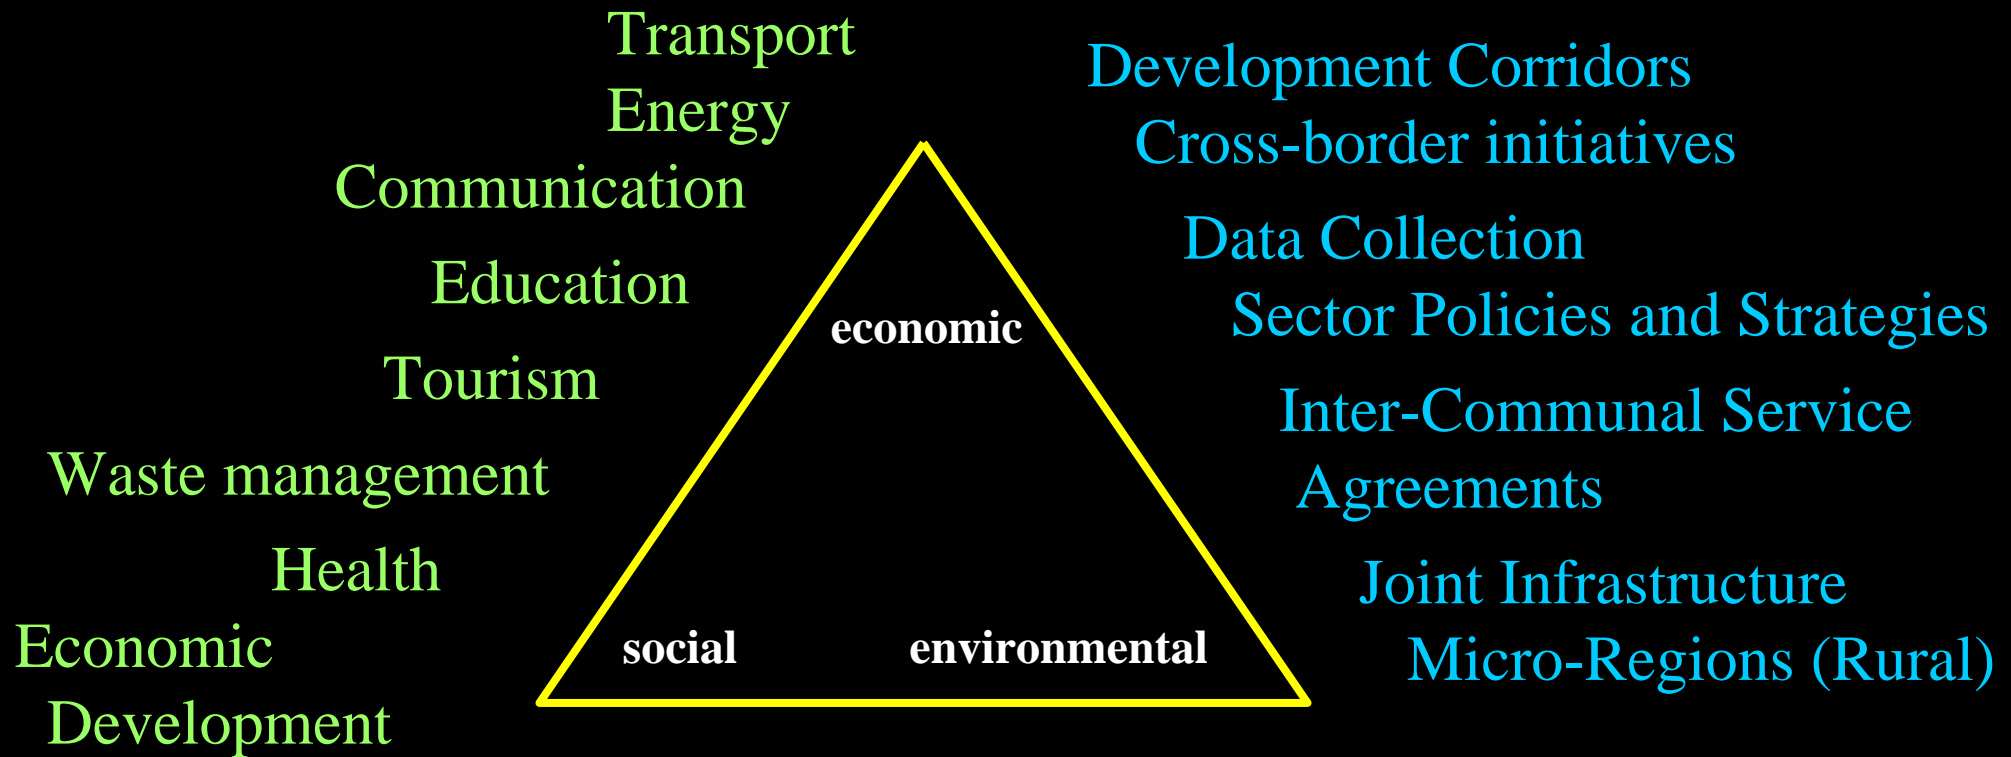 Transport
Energy
Communication
Education
Tourism
Waste management
Health
Economic
Development
economic
social
environmental
Development Corridors
Cross-border initiatives
Data Collection
Sector Policies and Strategies
Inter-Communal Service
Agreements
Joint Infrastructure
Micro-Regions (Rural)